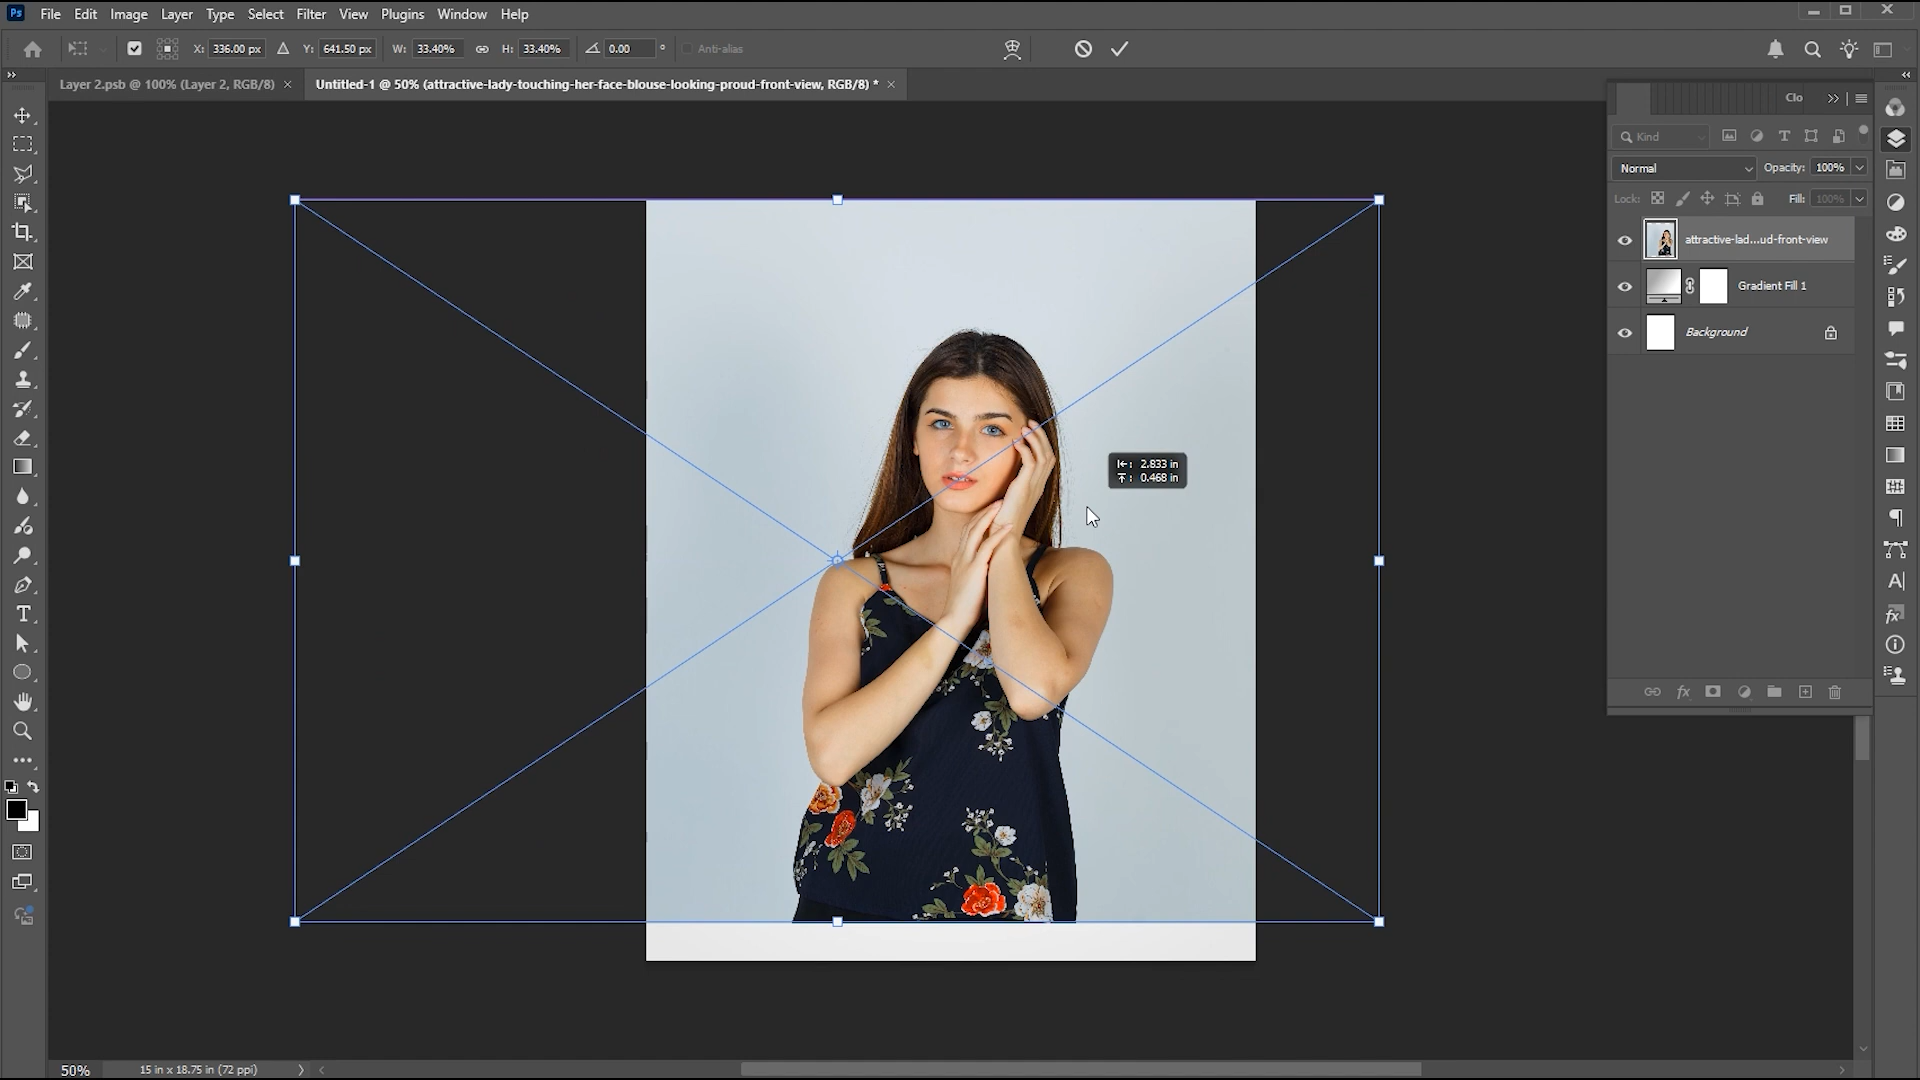 Ps File Edit Image Layer Type Select Filter View Plugins Window Help
X: 336.00 px Y: 641.50 px W: 33.40% H: 33.40% 0.00 ° Anti-alias
Layer 2.psb @ 100% (Layer 2, RGB/8) × Untitled-1 @ 50% (attractive-lady-touching-her-face-blouse-looking-proud-front-view, RGB/8) * ×
Clo
Kind
Normal Opacity: 100%
Lock: Fill: 100%
attractive-lad...ud-front-view
Gradient Fill 1
Background
2.833 in
0.468 in
50% 15 in x 18.75 in (72 ppi)